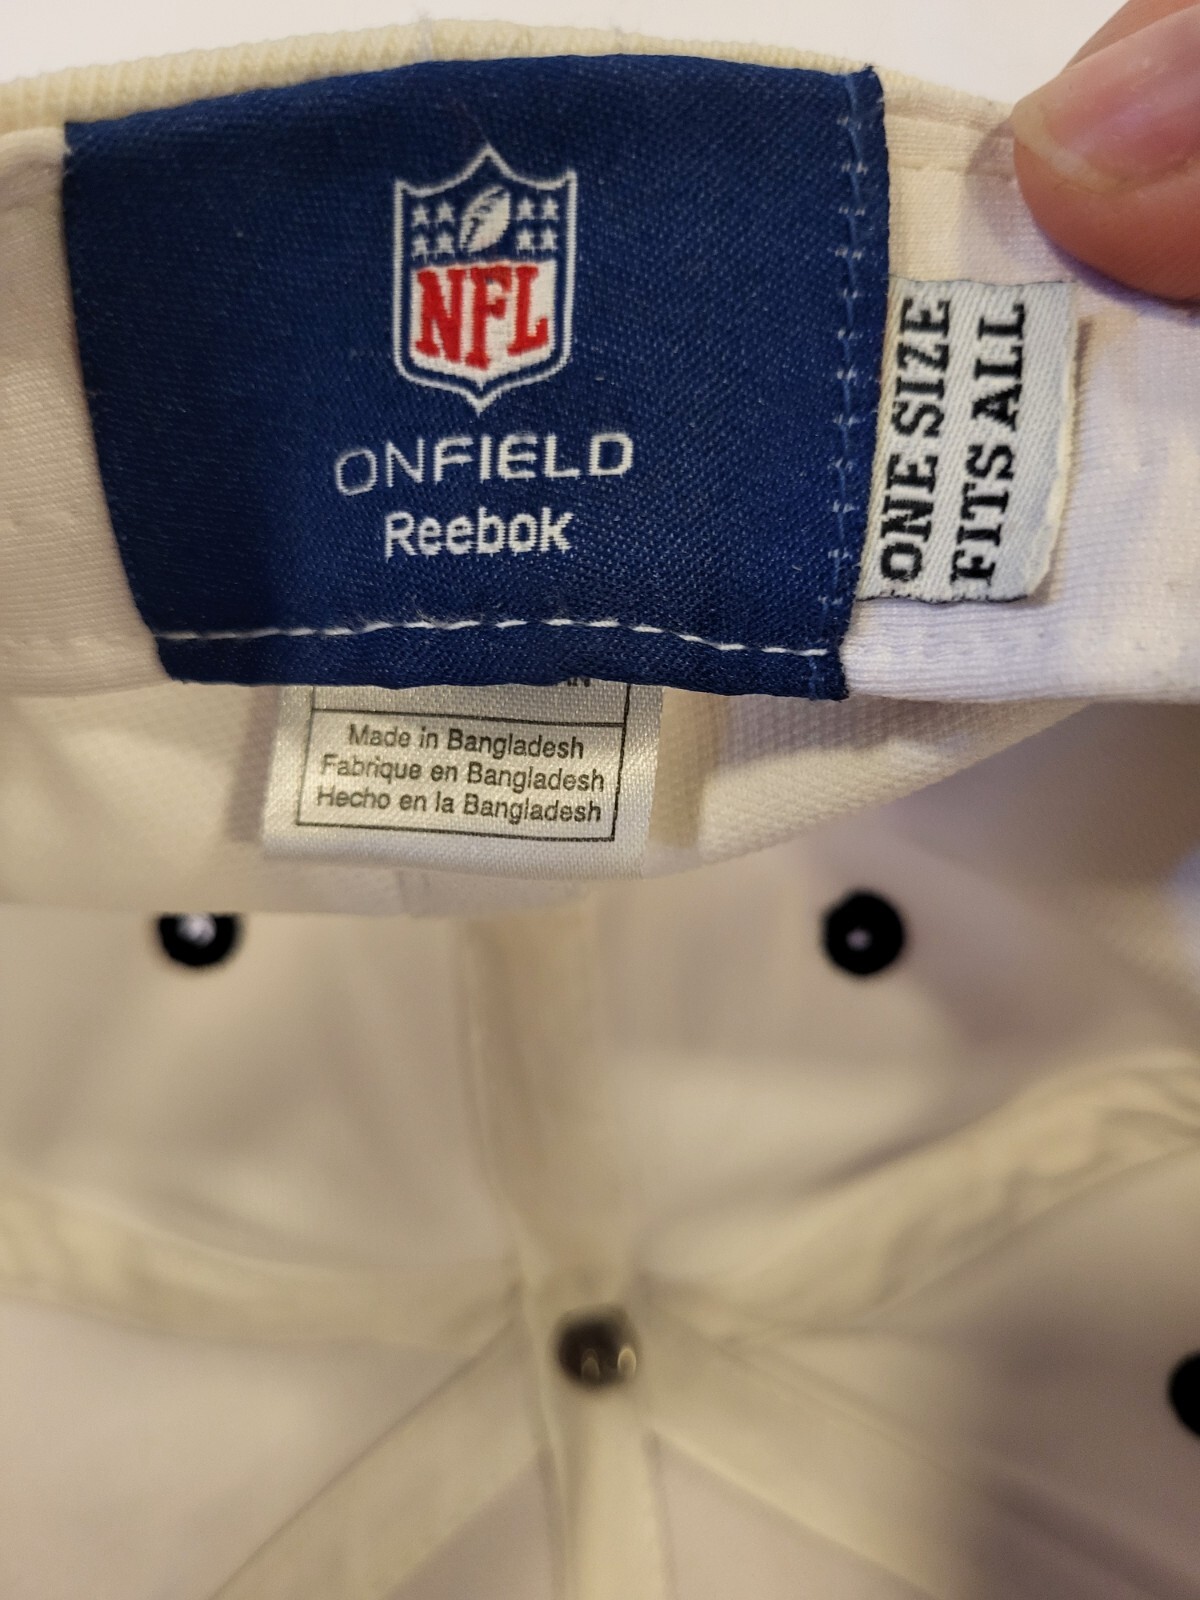 NFL
ONFIELD
Reebok
ONE SIZE
FITS ALL
Made in Bangladesh
Fabrique en Bangladesh
Hecho en la Bangladesh